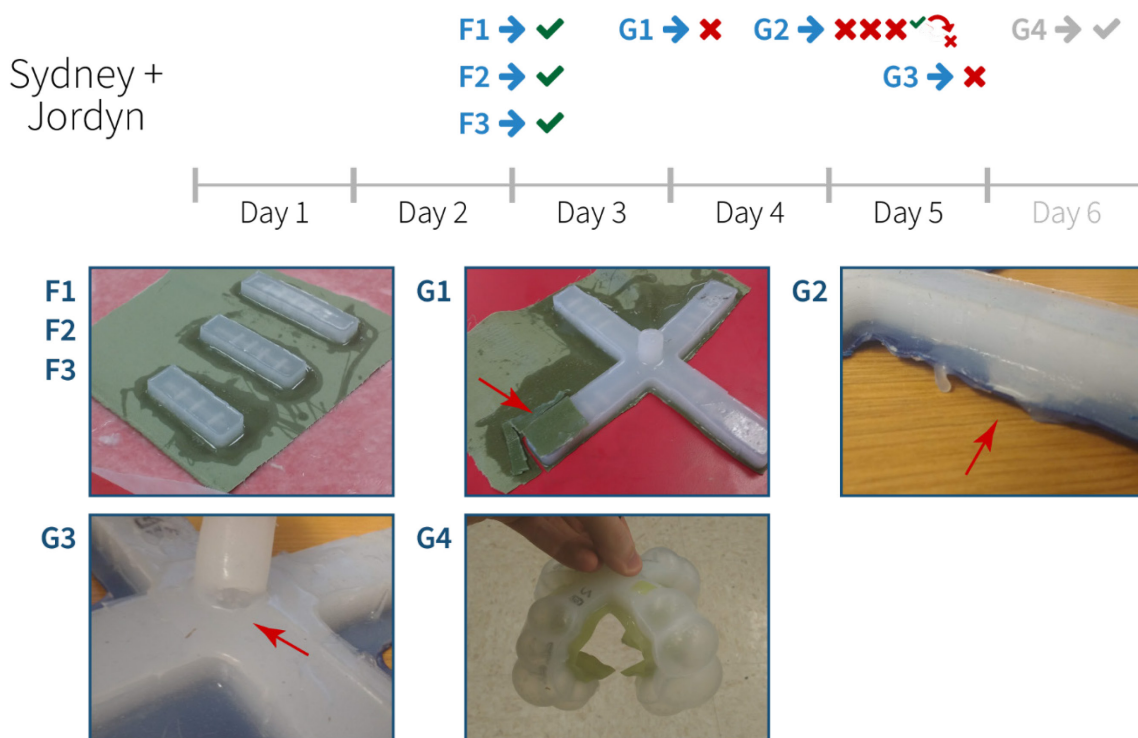 F1 G1 G2 G4
Sydney +
Jordyn
F2 G3
F3
Day 1 Day 2 Day 3 Day 4 Day 5 Day 6
F1 G1 G2
F2
F3
G3 G4